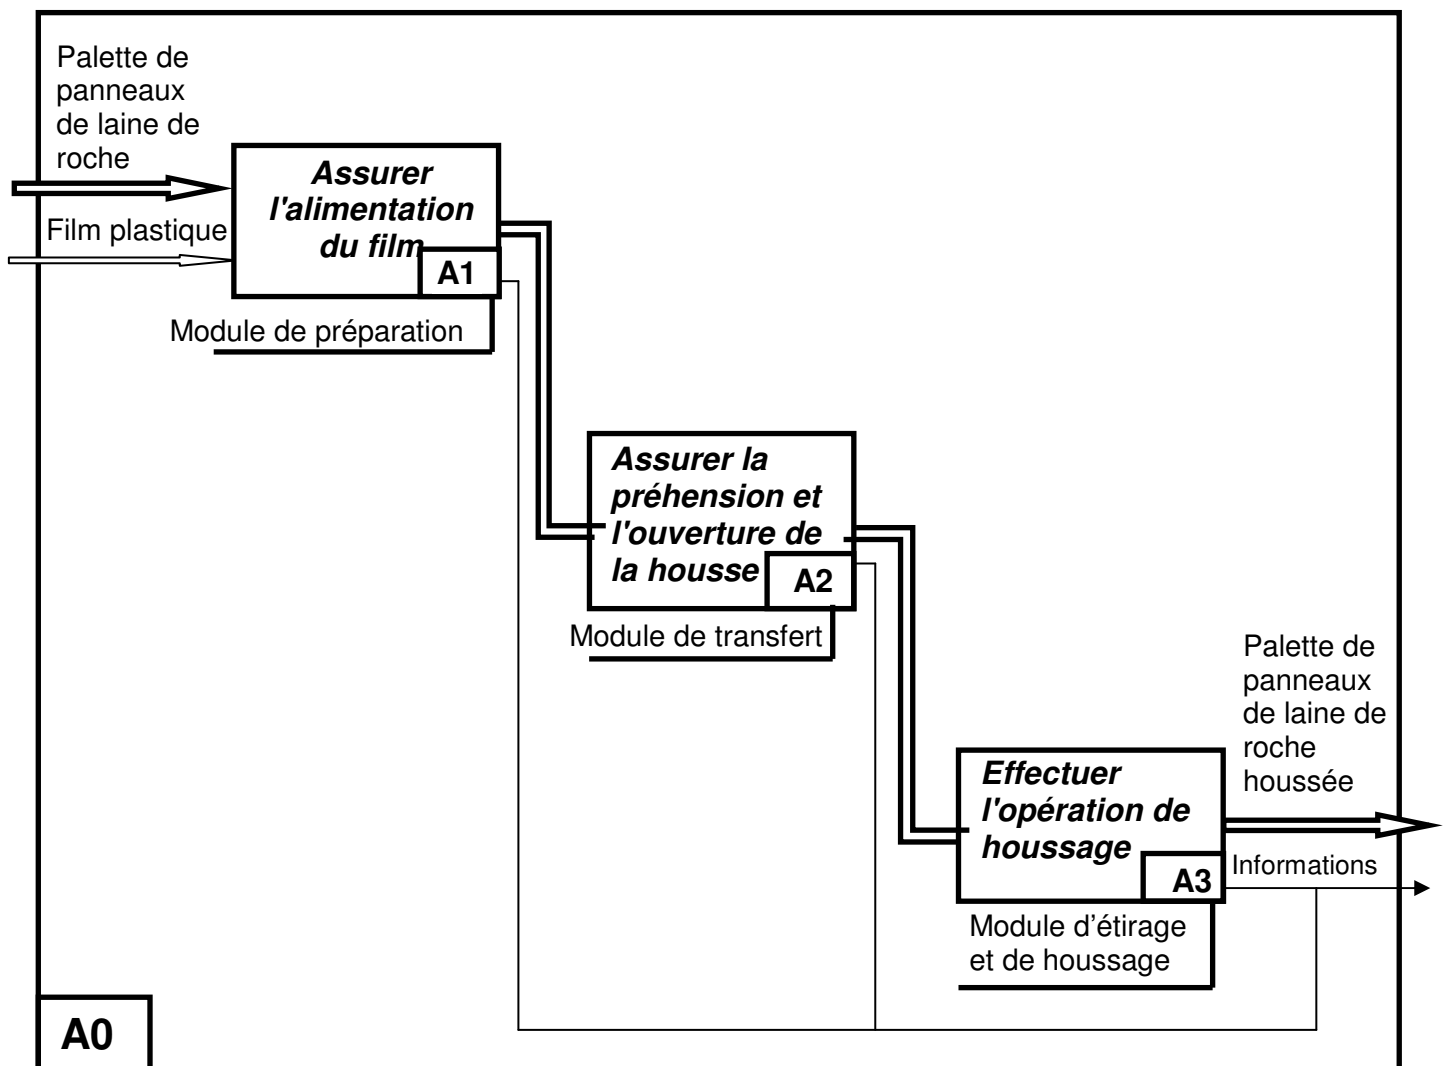 Palette de
panneaux
de laine de
roche
Film plastique
Assurer
l'alimentation
du film
A1
Module de préparation
Assurer la
préhension et
l'ouverture de
la housse
A2
Module de transfert
Palette de
panneaux
de laine de
roche
houssée
Effectuer
l'opération de
houssage
A3
Informations
Module d’étirage
et de houssage
A0